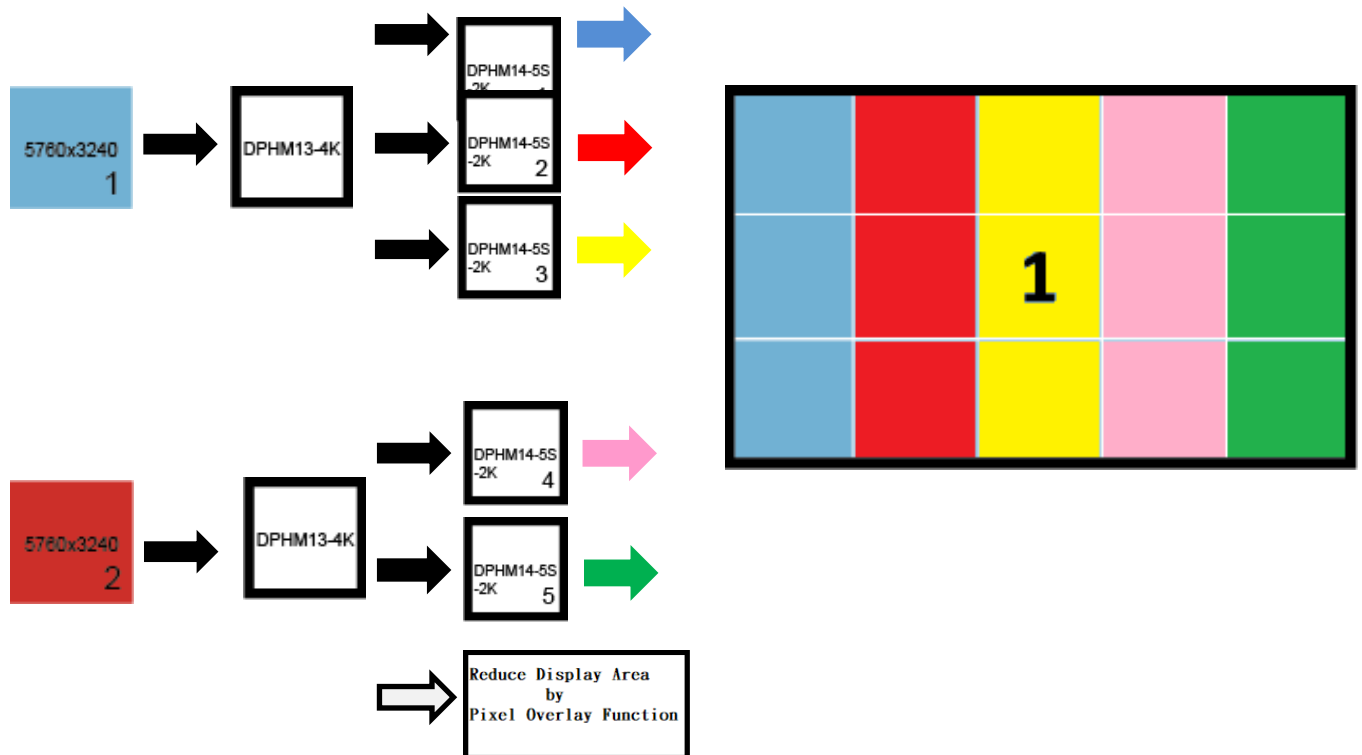 5760x3240
1
DPHM13-4K
DPHM14-5S
DPHM14-5S
-2K
2
DPHM14-5S
-2K
3
1
5760x3240
2
DPHM13-4K
DPHM14-5S
-2K
4
DPHM14-5S
-2K
5
Reduce Display Area
by
Pixel Overlay Function